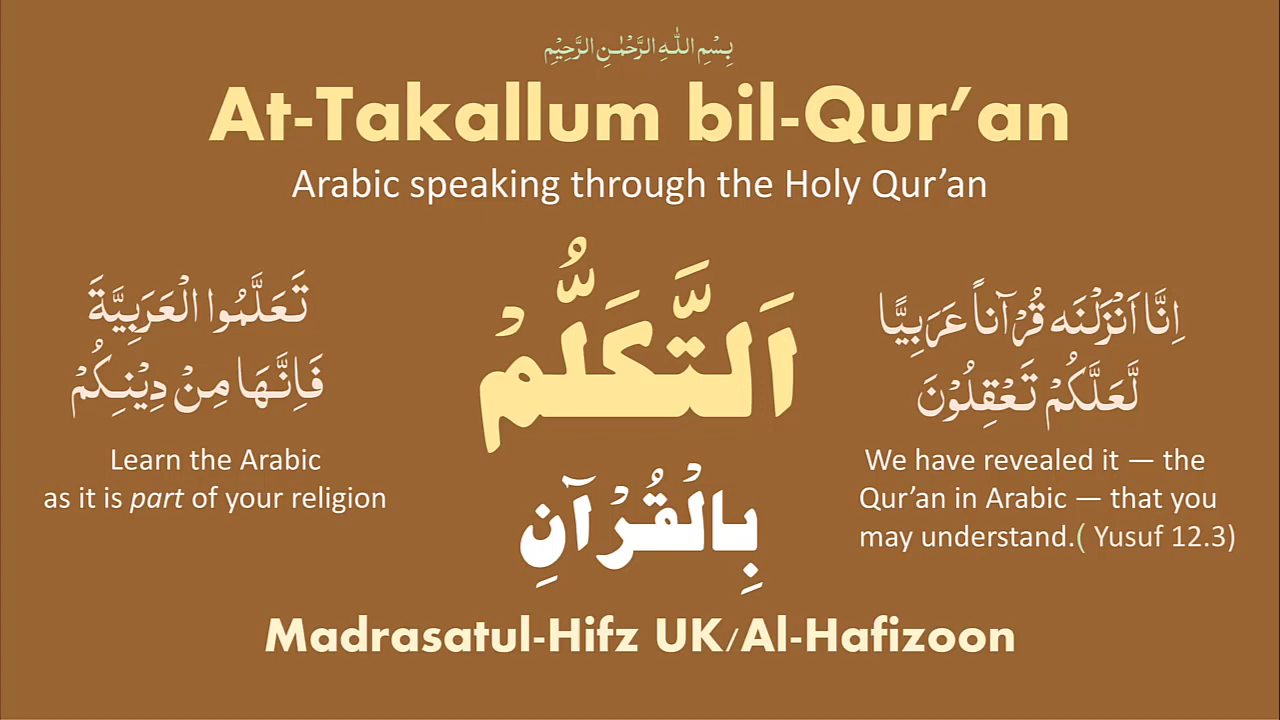 بِسْمِ اللّٰهِ الرَّحْمٰنِ الرَّحِيْمِ
At-Takallum bil-Qur’an
Arabic speaking through the Holy Qur’an
تَعَلَّمُوا الْعَرَبِيَّةَ
فَاِنَّهَا مِنْ دِيْنِكُمْ
Learn the Arabic
as it is part of your religion
اَلتَّكَلُّمْ
بِالْقُرْآنِ
اِنَّا اَنْزَلْنَه قُرْآناً عَرَبِيًّا
لَّعَلَّكُمْ تَعْقِلُوْنَ
We have revealed it — the
Qur’an in Arabic — that you
may understand.( Yusuf 12.3)
Madrasatul-Hifz UK/Al-Hafizoon